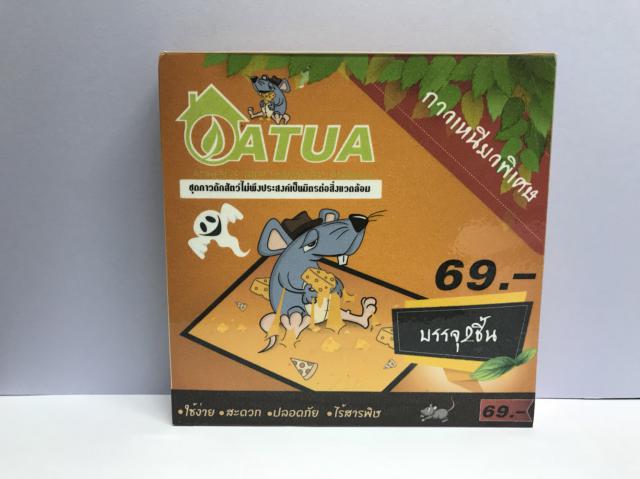 กาวเหนียวพิเศษ
ATUA
ชุดกาวดักสัตว์ไม่พึงประสงค์เป็นมิตรต่อสิ่งแวดล้อม
69.-
บรรจุ2ชิ้น
•ใช้ง่าย •สะดวก •ปลอดภัย •ไร้สารพิษ
69.-